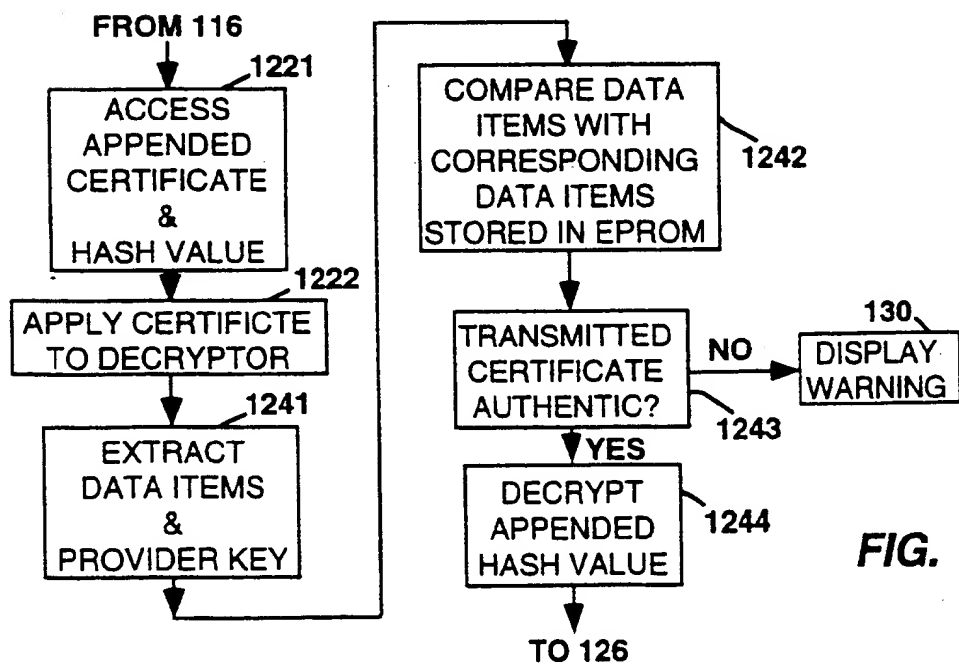 FROM 116
1221
ACCESS
APPENDED
CERTIFICATE
&
HASH VALUE
1222
APPLY CERTIFICTE
TO DECRYPTOR
1241
EXTRACT
DATA ITEMS
&
PROVIDER KEY
COMPARE DATA
ITEMS WITH
CORRESPONDING
DATA ITEMS
STORED IN EPROM
1242
TRANSMITTED
CERTIFICATE
AUTHENTIC?
1243
NO
130
DISPLAY
WARNING
YES
DECRYPT
APPENDED
HASH VALUE
1244
TO 126
FIG.